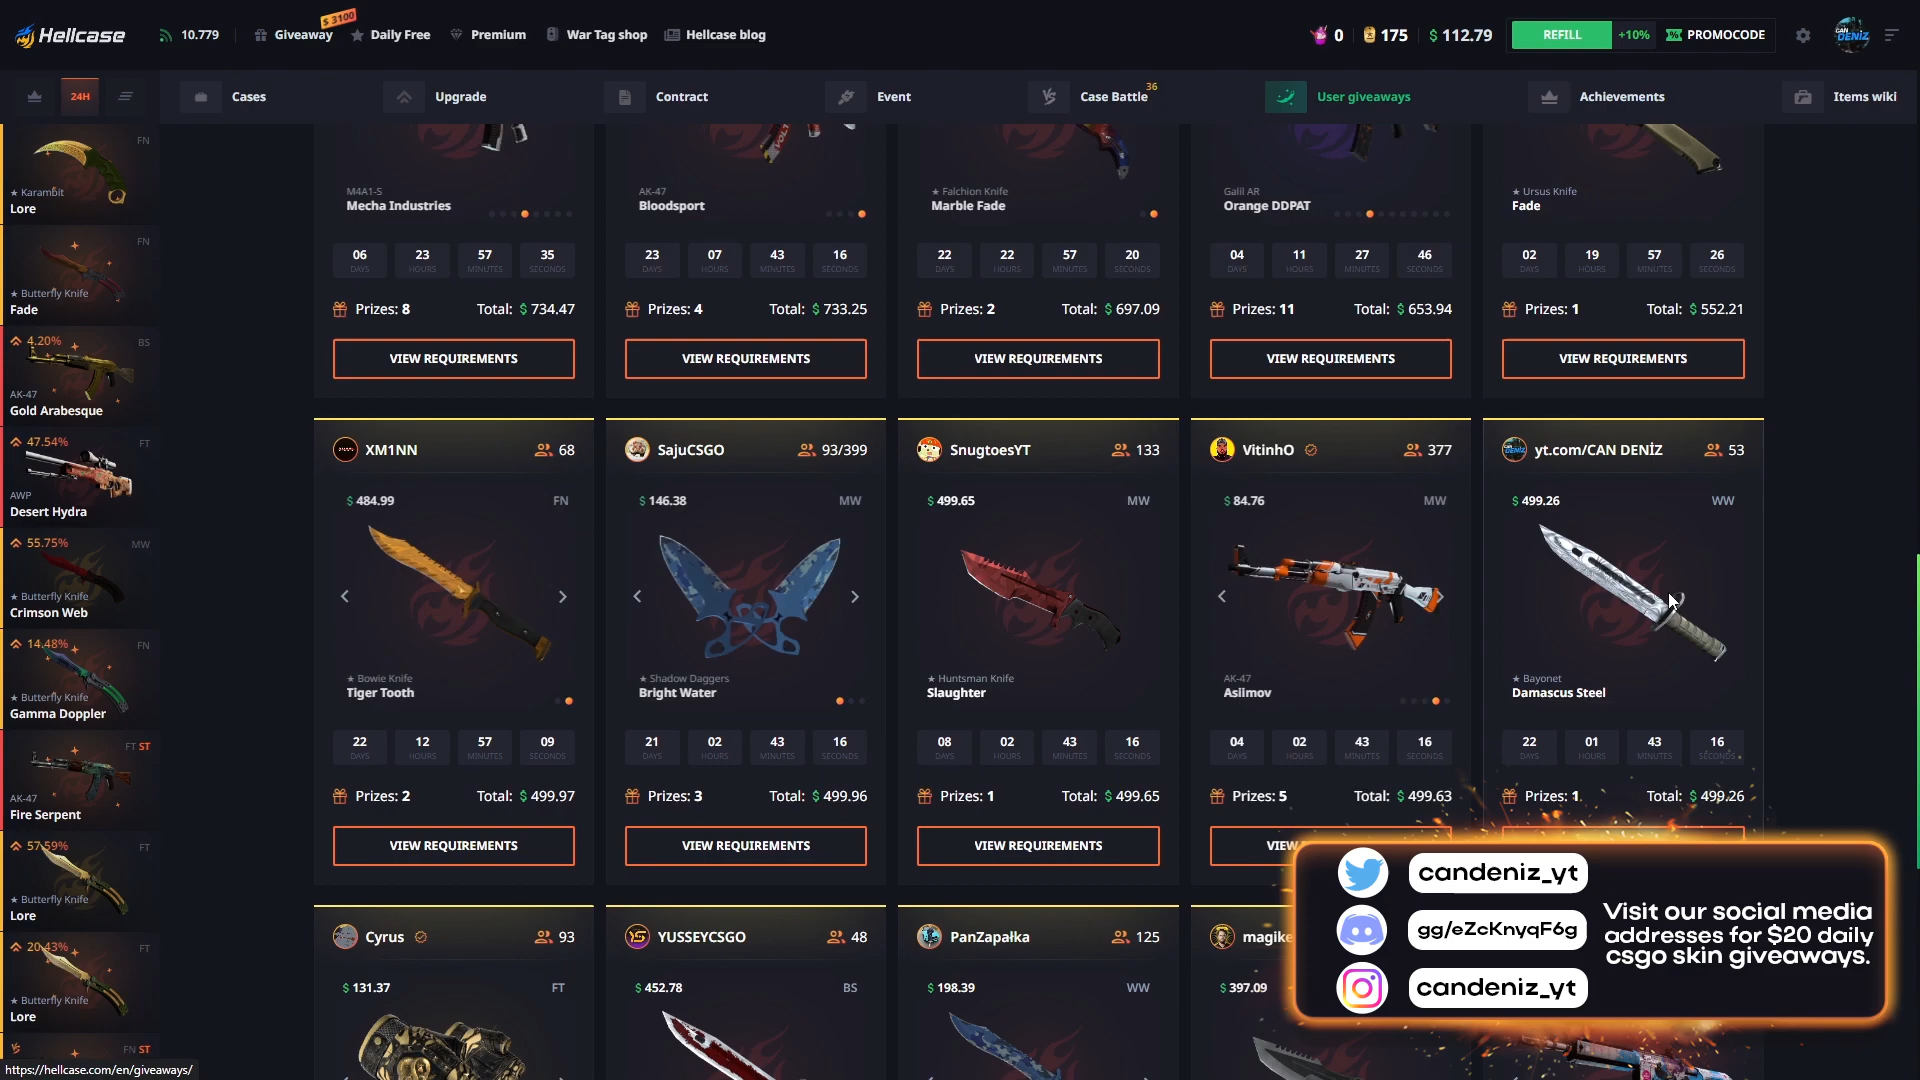 Hellcase
10.779
Giveaway
$ 3100
Daily Free
Premium
War Tag shop
Hellcase blog
0
175
$ 112.79
REFILL
+10%
PROMOCODE
CAN DENİZ
24H
Cases
Upgrade
Contract
Event
Case Battle
36
User giveaways
Achievements
Items wiki
FN
★ Karambit
Lore
FN
★ Butterfly Knife
Fade
4.20%
BS
AK-47
Gold Arabesque
47.54%
FT
AWP
Desert Hydra
55.75%
MW
★ Butterfly Knife
Crimson Web
14.48%
FN
★ Butterfly Knife
Gamma Doppler
FT ST
AK-47
Fire Serpent
57.59%
FT
★ Butterfly Knife
Lore
20.43%
FT
★ Butterfly Knife
Lore
FN ST
https://hellcase.com/en/giveaways/
M4A1-S
Mecha Industries
06 23 57 35
DAYS HOURS MINUTES SECONDS
Prizes: 8 Total: $ 734.47
VIEW REQUIREMENTS
AK-47
Bloodsport
23 07 43 16
DAYS HOURS MINUTES SECONDS
Prizes: 4 Total: $ 733.25
VIEW REQUIREMENTS
★ Falchion Knife
Marble Fade
22 22 57 20
DAYS HOURS MINUTES SECONDS
Prizes: 2 Total: $ 697.09
VIEW REQUIREMENTS
Galil AR
Orange DDPAT
04 11 27 46
DAYS HOURS MINUTES SECONDS
Prizes: 11 Total: $ 653.94
VIEW REQUIREMENTS
★ Ursus Knife
Fade
02 19 57 26
DAYS HOURS MINUTES SECONDS
Prizes: 1 Total: $ 552.21
VIEW REQUIREMENTS
XM1NN 68
$ 484.99 FN
★ Bowie Knife
Tiger Tooth
22 12 57 09
DAYS HOURS MINUTES SECONDS
Prizes: 2 Total: $ 499.97
VIEW REQUIREMENTS
SajuCSGO 93/399
$ 146.38 MW
★ Shadow Daggers
Bright Water
21 02 43 16
DAYS HOURS MINUTES SECONDS
Prizes: 3 Total: $ 499.96
VIEW REQUIREMENTS
SnugtoesYT 133
$ 499.65 MW
★ Huntsman Knife
Slaughter
08 02 43 16
DAYS HOURS MINUTES SECONDS
Prizes: 1 Total: $ 499.65
VIEW REQUIREMENTS
VitinhO 377
$ 84.76 MW
AK-47
Asiimov
04 02 43 16
DAYS HOURS MINUTES SECONDS
Prizes: 5 Total: $ 499.63
yt.com/CAN DENİZ 53
$ 499.26 WW
★ Bayonet
Damascus Steel
22 01 43 16
DAYS HOURS MINUTES SECONDS
Prizes: 1 Total: $ 499.26
Cyrus 93
$ 131.37 FT
YUSSEYCSGO 48
$ 452.78 BS
PanZapałka 125
$ 198.39 WW
magike
$ 397.09
candeniz_yt
gg/eZcKnyqF6g
candeniz_yt
Visit our social media
addresses for $20 daily
csgo skin giveaways.